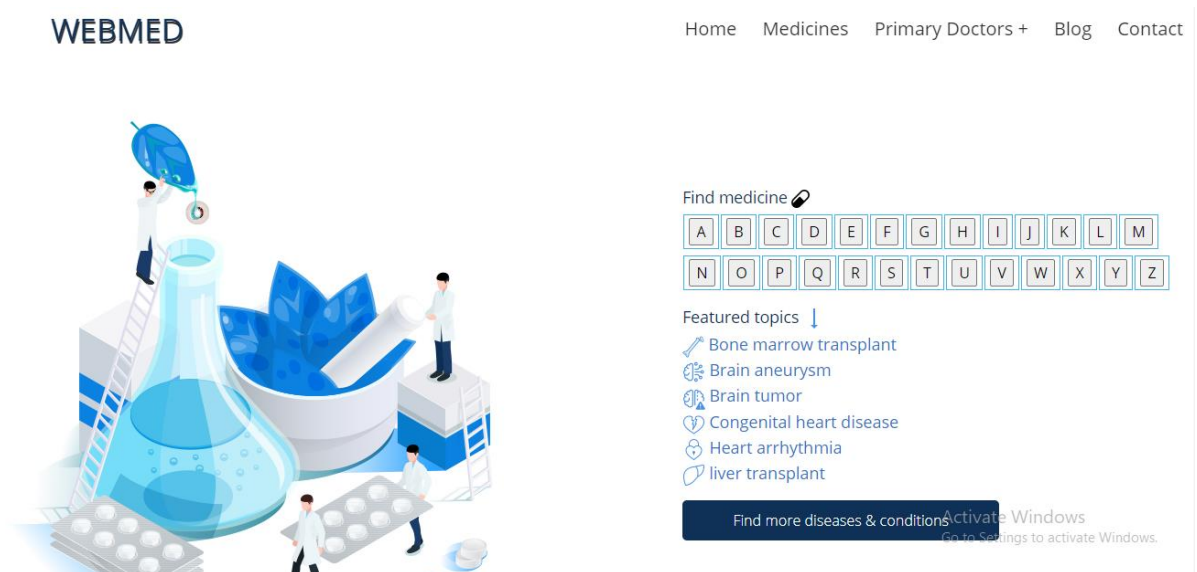 WEBMED
Home Medicines Primary Doctors + Blog Contact
Find medicine
A B C D E F G H I J K L M
N O P Q R S T U V W X Y Z
Featured topics
Bone marrow transplant
Brain aneurysm
Brain tumor
Congenital heart disease
Heart arrhythmia
liver transplant
Find more diseases & conditions
Activate Windows
Go to Settings to activate Windows.